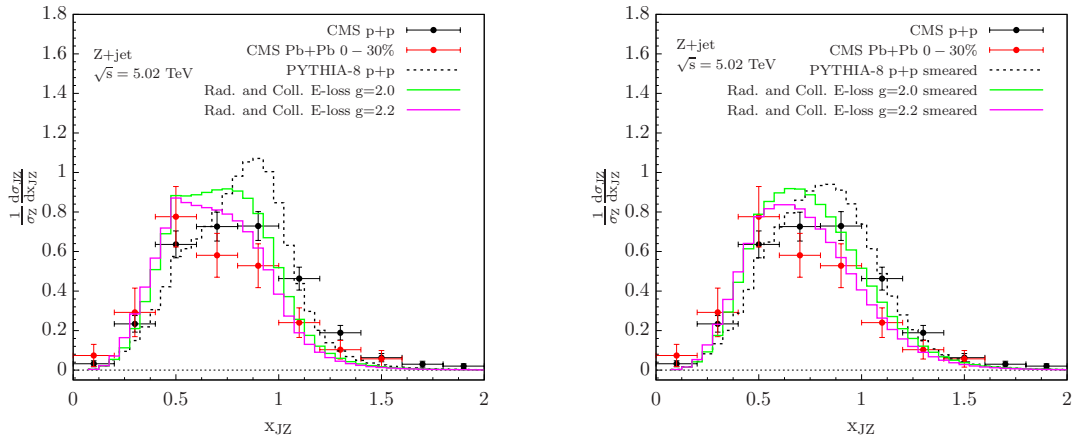 1.8
1.6
1.4
1.2
1
0.8
0.6
0.4
0.2
0
0
0.5
1
1.5
2
x_JZ
1/σ_Z dσ_JZ/dx_JZ
Z+jet
√s = 5.02 TeV
CMS p+p
CMS Pb+Pb 0 – 30%
PYTHIA-8 p+p
Rad. and Coll. E-loss g=2.0
Rad. and Coll. E-loss g=2.2
1.8
1.6
1.4
1.2
1
0.8
0.6
0.4
0.2
0
0
0.5
1
1.5
2
x_JZ
1/σ_Z dσ_JZ/dx_JZ
Z+jet
√s = 5.02 TeV
CMS p+p
CMS Pb+Pb 0 – 30%
PYTHIA-8 p+p smeared
Rad. and Coll. E-loss g=2.0 smeared
Rad. and Coll. E-loss g=2.2 smeared